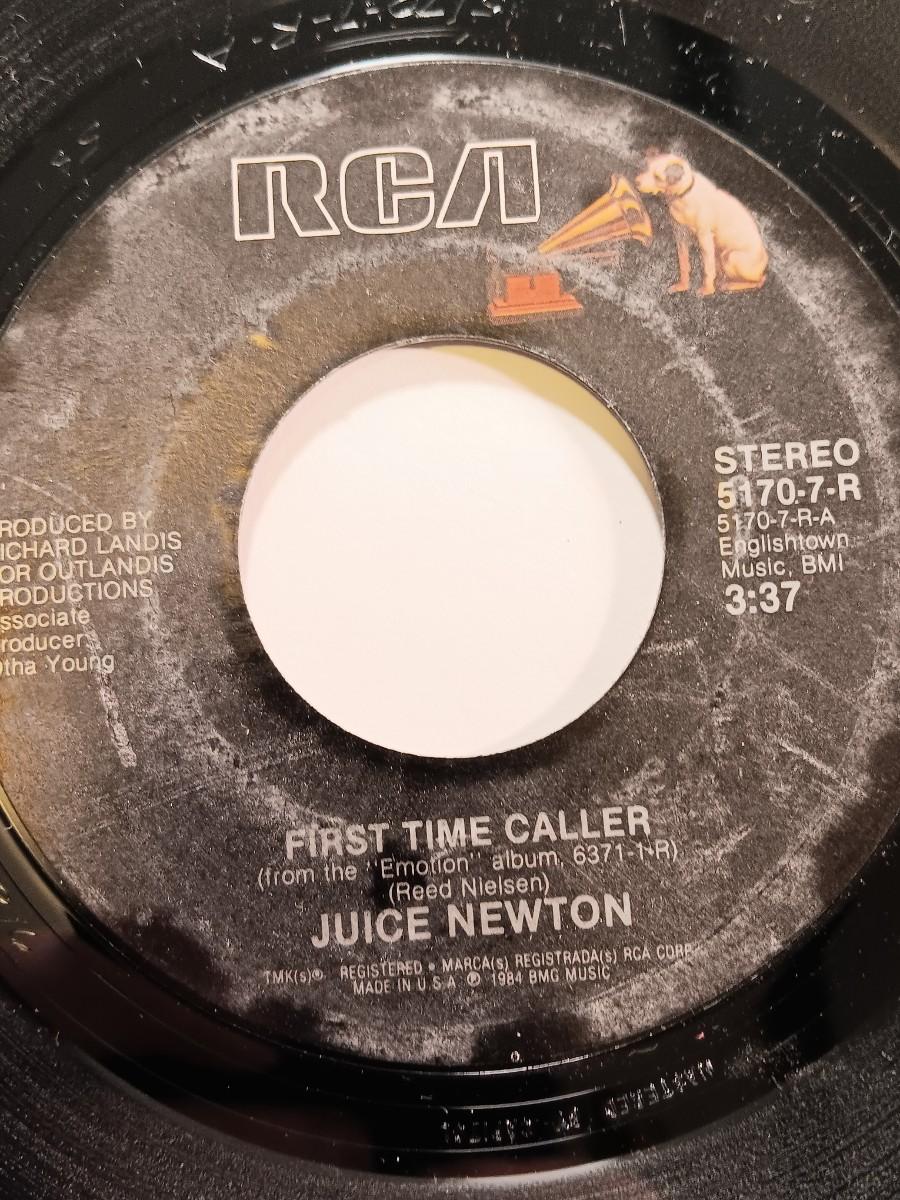 RCA
STEREO
5170-7-R
5170-7-R-A
Englishtown
Music, BMI
3:37
RODUCED BY
ICHARD LANDIS
OR OUTLANDIS
RODUCTIONS
ssociate
roducer
tha Young
FIRST TIME CALLER
(from the "Emotion" album, 6371-1-R)
(Reed Nielsen)
JUICE NEWTON
TMK(s)® REGISTERED • MARCA(s) REGISTRADA(s) RCA CORP
MADE IN U.S.A ℗ 1984 BMG MUSIC